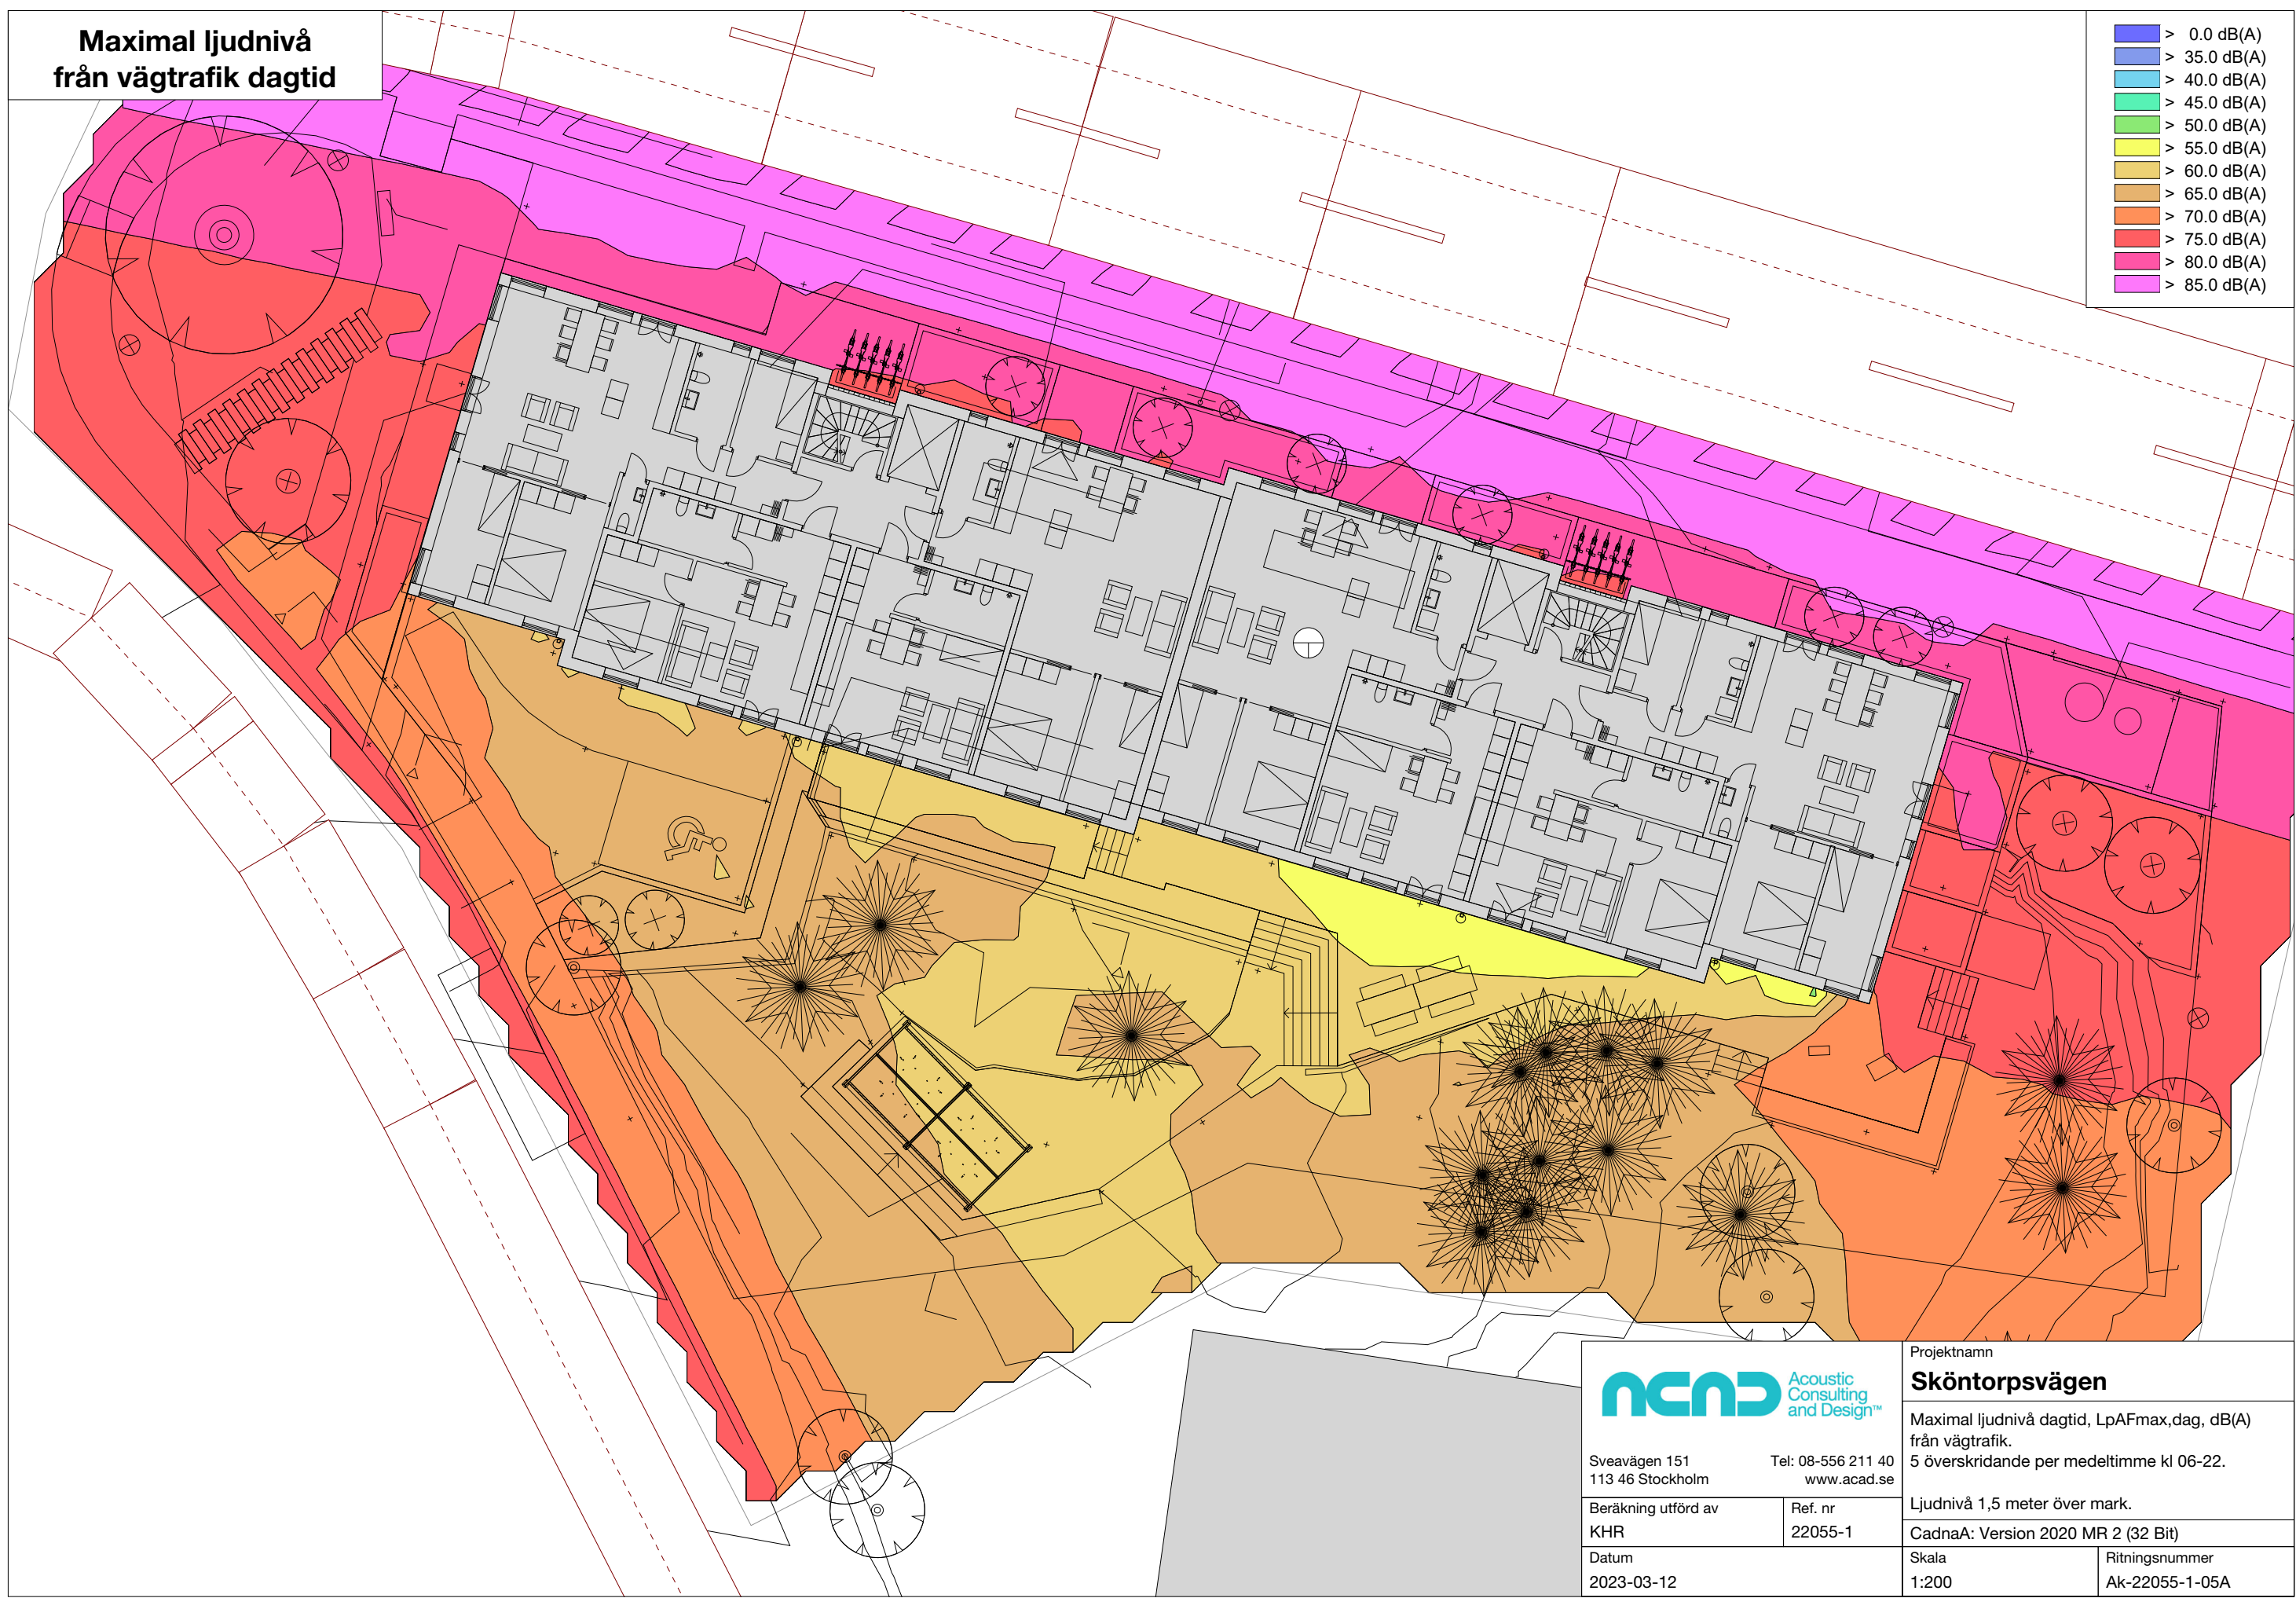 Maximal ljudnivå
från vägtrafik dagtid
> 0.0 dB(A)
> 35.0 dB(A)
> 40.0 dB(A)
> 45.0 dB(A)
> 50.0 dB(A)
> 55.0 dB(A)
> 60.0 dB(A)
> 65.0 dB(A)
> 70.0 dB(A)
> 75.0 dB(A)
> 80.0 dB(A)
> 85.0 dB(A)
ACAD
Acoustic
Consulting
and Design™
Sveavägen 151 Tel: 08-556 211 40
113 46 Stockholm www.acad.se
Beräkning utförd av
KHR
Ref. nr
22055-1
Datum
2023-03-12
Projektnamn
Sköntorpsvägen
Maximal ljudnivå dagtid, LpAFmax,dag, dB(A)
från vägtrafik.
5 överskridande per medeltimme kl 06-22.
Ljudnivå 1,5 meter över mark.
CadnaA: Version 2020 MR 2 (32 Bit)
Skala
1:200
Ritningsnummer
Ak-22055-1-05A